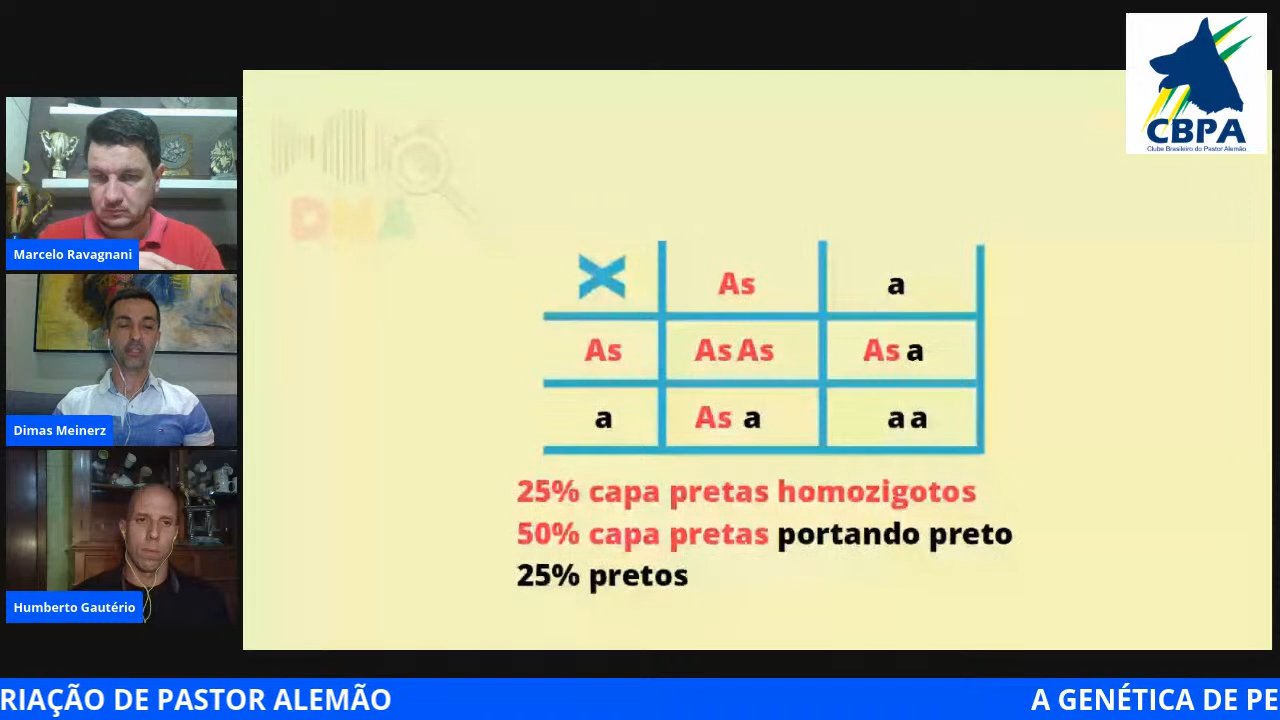 CBPA
Clube Brasileiro do Pastor Alemão
Marcelo Ravagnani
Dimas Meinerz
Humberto Gautério
DNA
X As a
As As As As a
a As a a a
25% capa pretas homozigotos
50% capa pretas portando preto
25% pretos
RIAÇÃO DE PASTOR ALEMÃO
A GENÉTICA DE PE